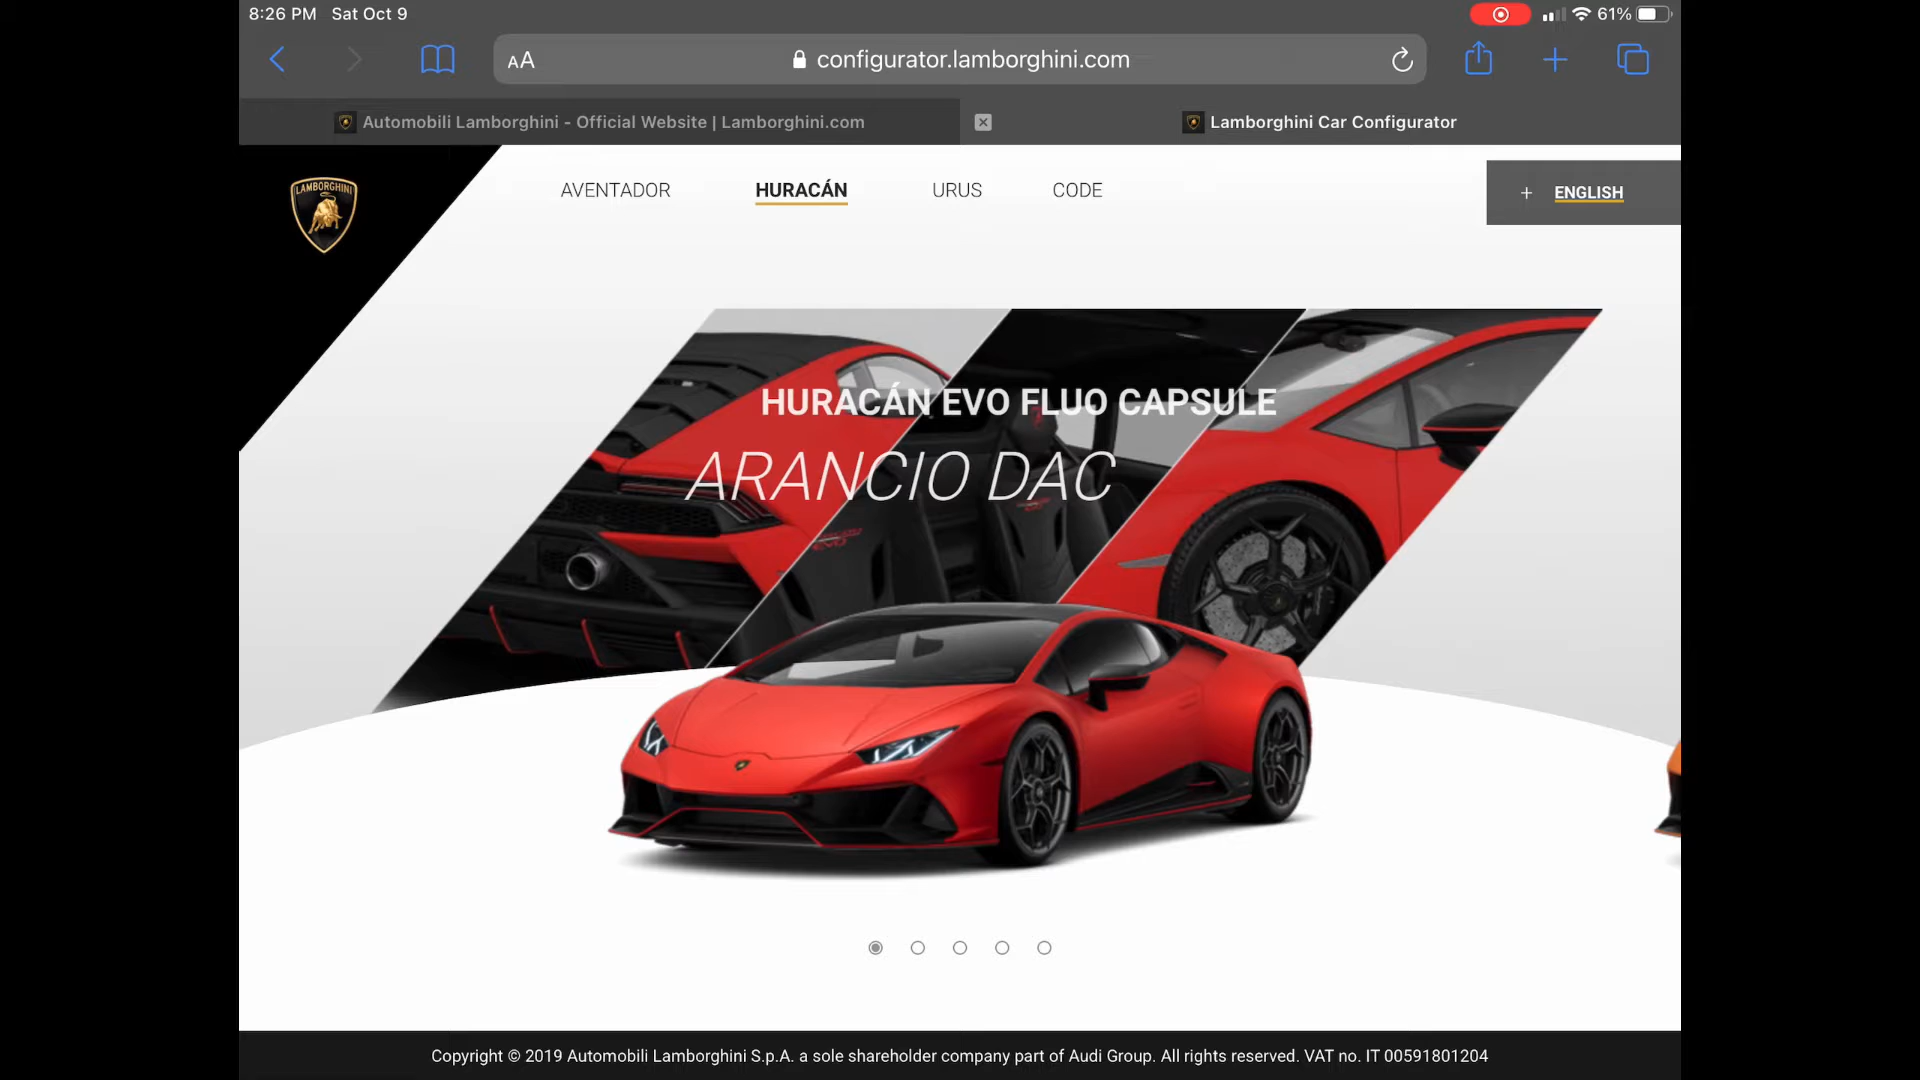 8:26 PM Sat Oct 9
61%
AA
configurator.lamborghini.com
Automobili Lamborghini - Official Website | Lamborghini.com
Lamborghini Car Configurator
LAMBORGHINI
AVENTADOR
HURACÁN
URUS
CODE
+ ENGLISH
HURACÁN EVO FLUO CAPSULE
ARANCIO DAC
EVO
Copyright © 2019 Automobili Lamborghini S.p.A. a sole shareholder company part of Audi Group. All rights reserved. VAT no. IT 00591801204